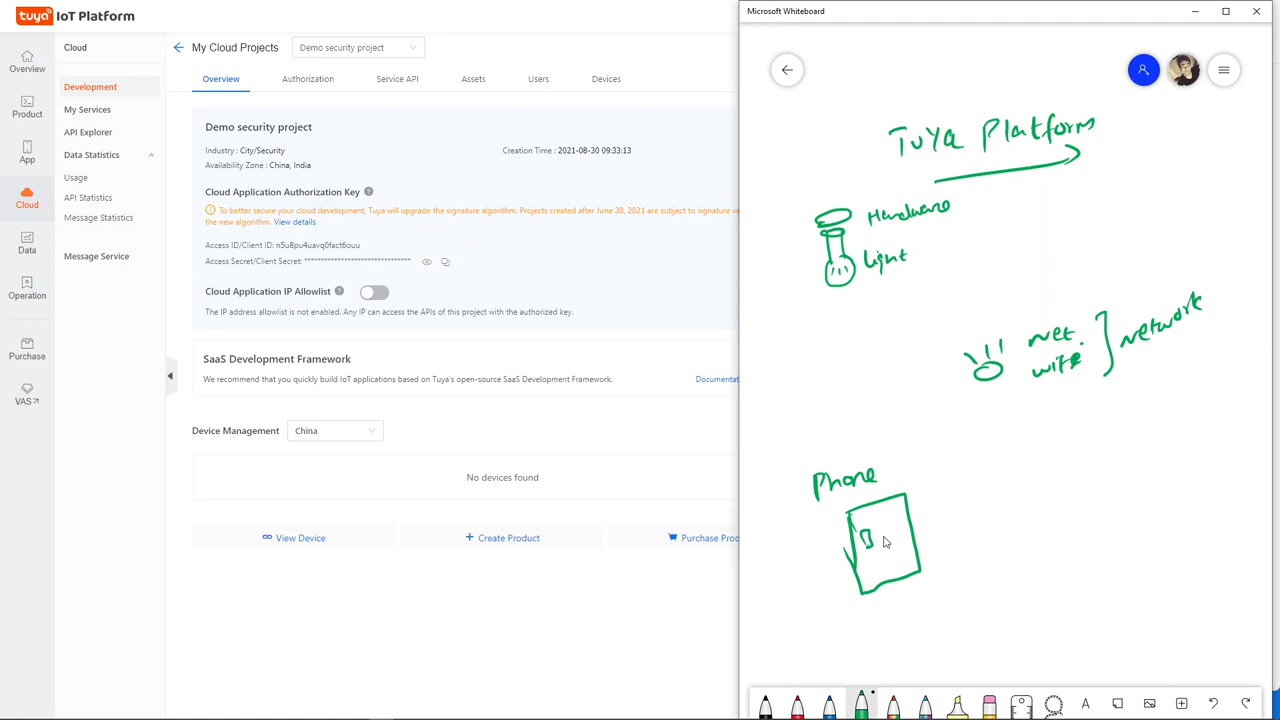 tuya IoT Platform
Overview
Product
App
Cloud
Data
Operation
Purchase
VAS
Cloud
Development
My Services
API Explorer
Data Statistics
Usage
API Statistics
Message Statistics
Message Service
My Cloud Projects
Demo security project
Overview
Authorization
Service API
Assets
Users
Devices
Demo security project
Industry : City/Security
Creation Time : 2021-08-30 09:33:13
Availability Zone : China, India
Cloud Application Authorization Key
To better secure your cloud development, Tuya will upgrade the signature algorithm. Projects created after June 30, 2021 are subject to signature ve
the new algorithm. View details
Access ID/Client ID: n5u8pu4uavq0fact6ouu
Access Secret/Client Secret: ******************************
Cloud Application IP Allowlist
The IP address allowlist is not enabled. Any IP can access the APIs of this project with the authorized key.
SaaS Development Framework
We recommend that you quickly build IoT applications based on Tuya's open-source SaaS Development Framework.
Documentat
Device Management
China
No devices found
View Device
Create Product
Purchase Proc
Microsoft Whiteboard
TuYa Platform
Hardware
Light
net.
network
Phone
A